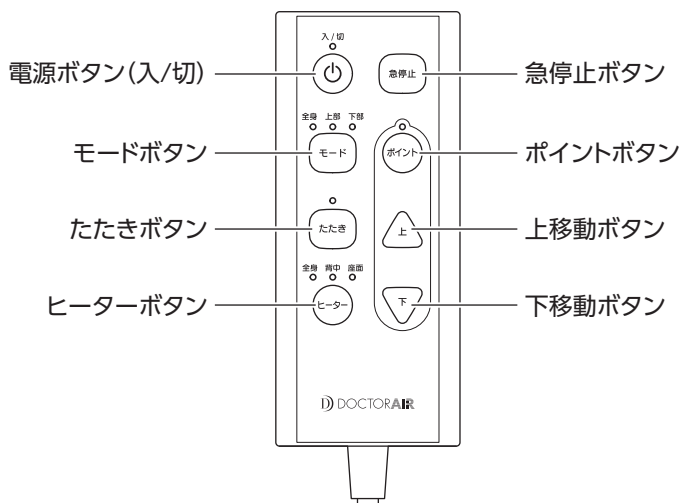 入/切
電源ボタン(入/切)
急停止
急停止ボタン
全身 上部 下部
モードボタン
モード
ポイント
ポイントボタン
たたきボタン
たたき
上
上移動ボタン
全身 背中 座面
ヒーターボタン
ヒーター
下
下移動ボタン
DOCTORAIR